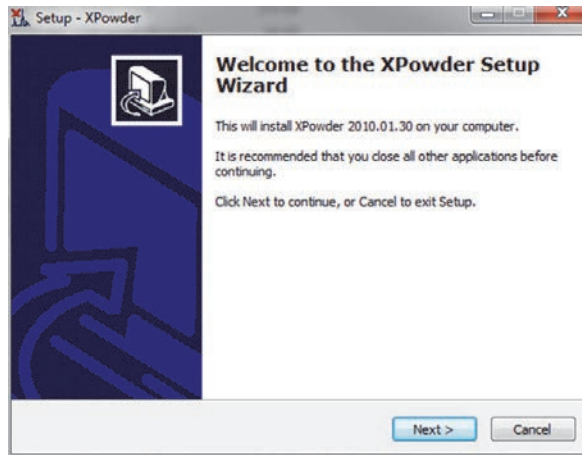 Setup - XPowder
Welcome to the XPowder Setup
Wizard
This will install XPowder 2010.01.30 on your computer.
It is recommended that you close all other applications before
continuing.
Click Next to continue, or Cancel to exit Setup.
Next >
Cancel